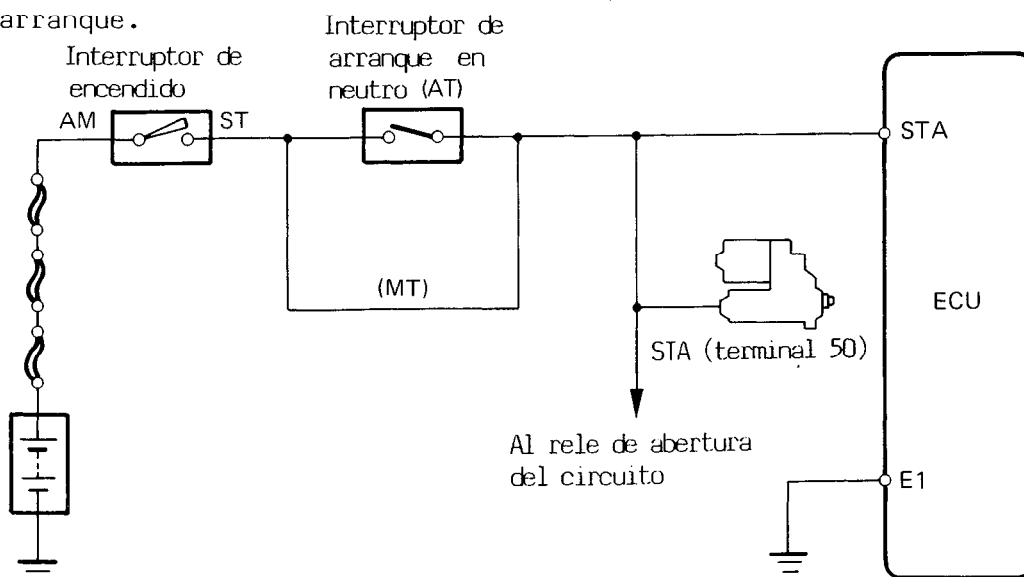 arranque.
Interruptor de
encendido
Interruptor de
arranque en
neutro (AT)
AM
ST
STA
(MT)
ECU
STA (terminal 50)
Al rele de abertura
del circuito
E1